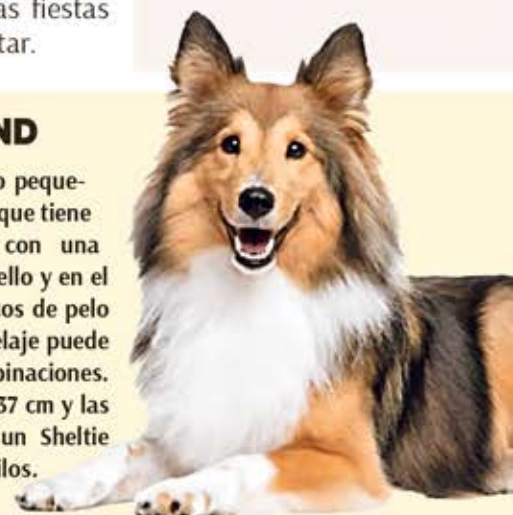 as fiestas
tar.
ND
o peque-
que tiene
con una
ello y en el
os de pelo
elaje puede
binaciones.
37 cm y las
un Sheltie
ilos.